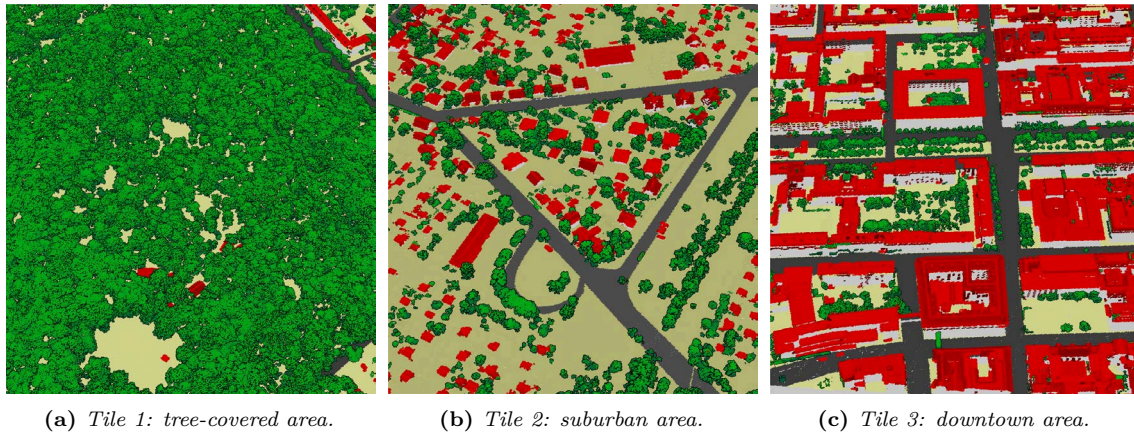 (a) Tile 1: tree-covered area.
(b) Tile 2: suburban area.
(c) Tile 3: downtown area.